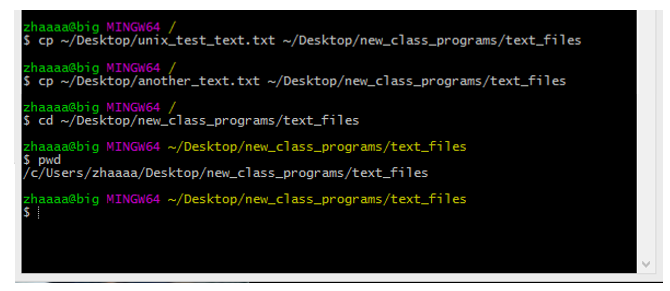 zhaaaa@big MINGW64 /
$ cp ~/Desktop/unix_test_text.txt ~/Desktop/new_class_programs/text_files
zhaaaa@big MINGW64 /
$ cp ~/Desktop/another_text.txt ~/Desktop/new_class_programs/text_files
zhaaaa@big MINGW64 /
$ cd ~/Desktop/new_class_programs/text_files
zhaaaa@big MINGW64 ~/Desktop/new_class_programs/text_files
$ pwd
/c/Users/zhaaaa/Desktop/new_class_programs/text_files
zhaaaa@big MINGW64 ~/Desktop/new_class_programs/text_files
$